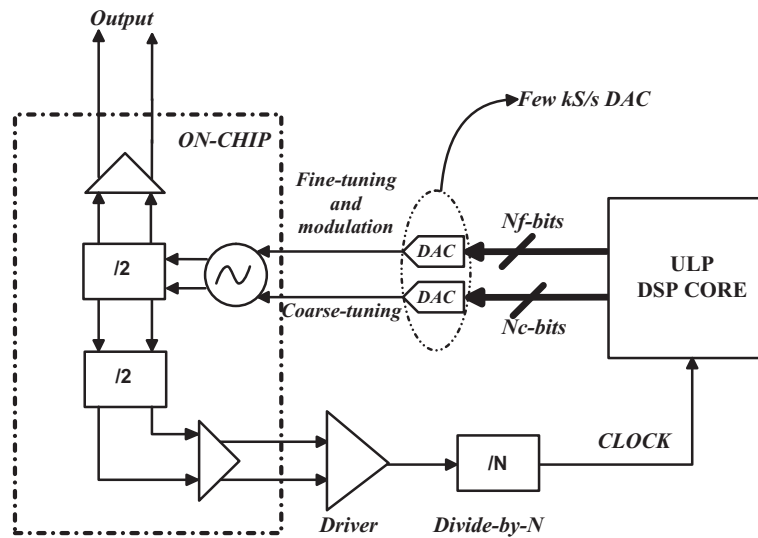 Output
Few kS/s DAC
ON-CHIP
Fine-tuning
and
modulation
Nf-bits
DAC
/2
ULP
DSP CORE
DAC
Coarse-tuning
Nc-bits
/2
CLOCK
/N
Driver
Divide-by-N